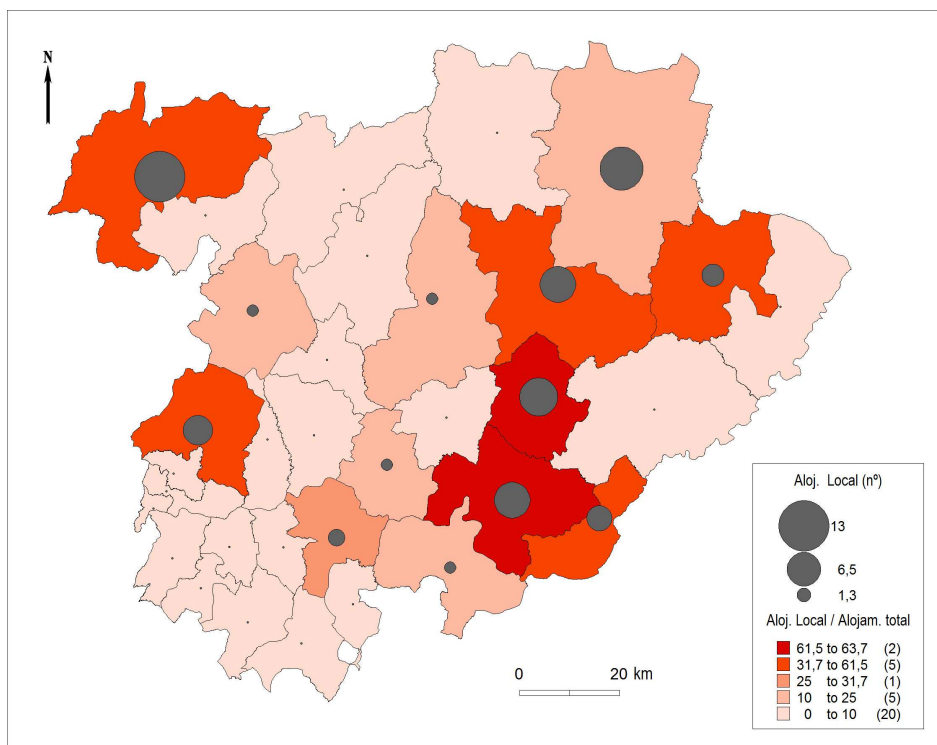 N
Aloj. Local (nº)
13
6,5
1,3
Aloj. Local / Alojam. total
61,5 to 63,7 (2)
31,7 to 61,5 (5)
25 to 31,7 (1)
10 to 25 (5)
0 to 10 (20)
0 20 km